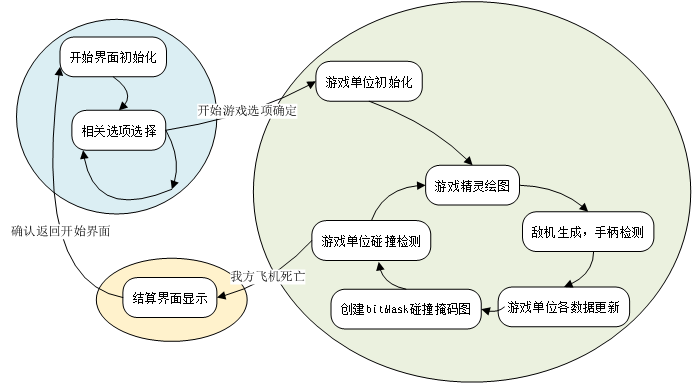 开始界面初始化
相关选项选择
开始游戏选项确定
游戏单位初始化
游戏精灵绘图
敌机生成，手柄检测
游戏单位各数据更新
创建bitMask碰撞掩码图
游戏单位碰撞检测
我方飞机死亡
结算界面显示
确认返回开始界面